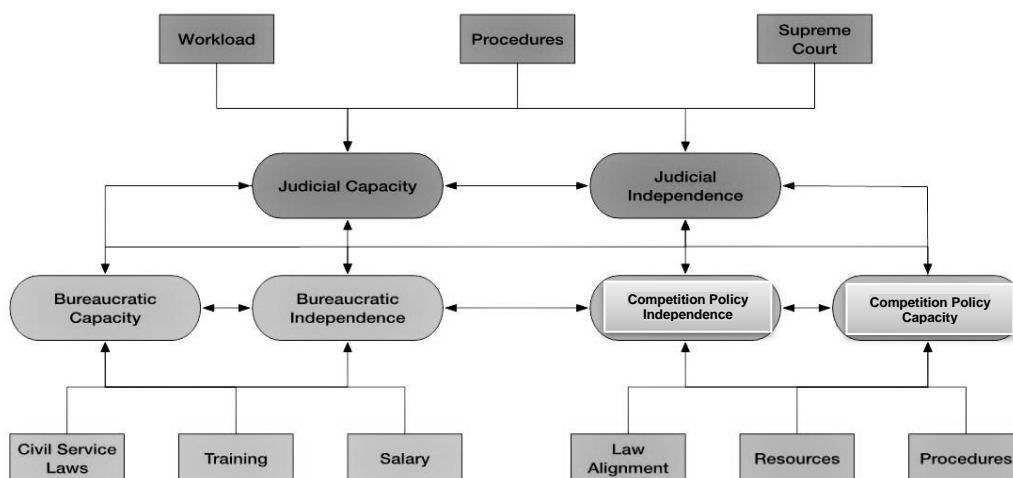 Workload
Procedures
Supreme
Court
Judicial Capacity
Judicial
Independence
Bureaucratic
Capacity
Bureaucratic
Independence
Competition Policy
Independence
Competition Policy
Capacity
Civil Service
Laws
Training
Salary
Law
Alignment
Resources
Procedures